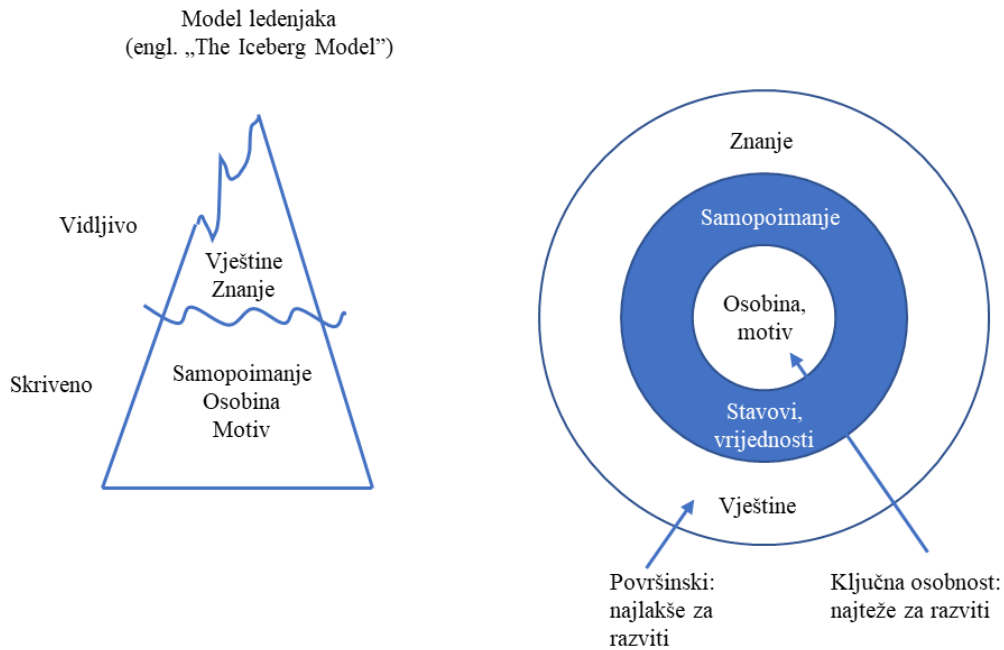 Model ledenjaka
(engl. „The Iceberg Model”)
Vidljivo
Vještine
Znanje
Skriveno
Samopoimanje
Osobina
Motiv
Znanje
Samopoimanje
Osobina,
motiv
Stavovi,
vrijednosti
Vještine
Površinski:
najlakše za
razviti
Ključna osobnost:
najteže za razviti